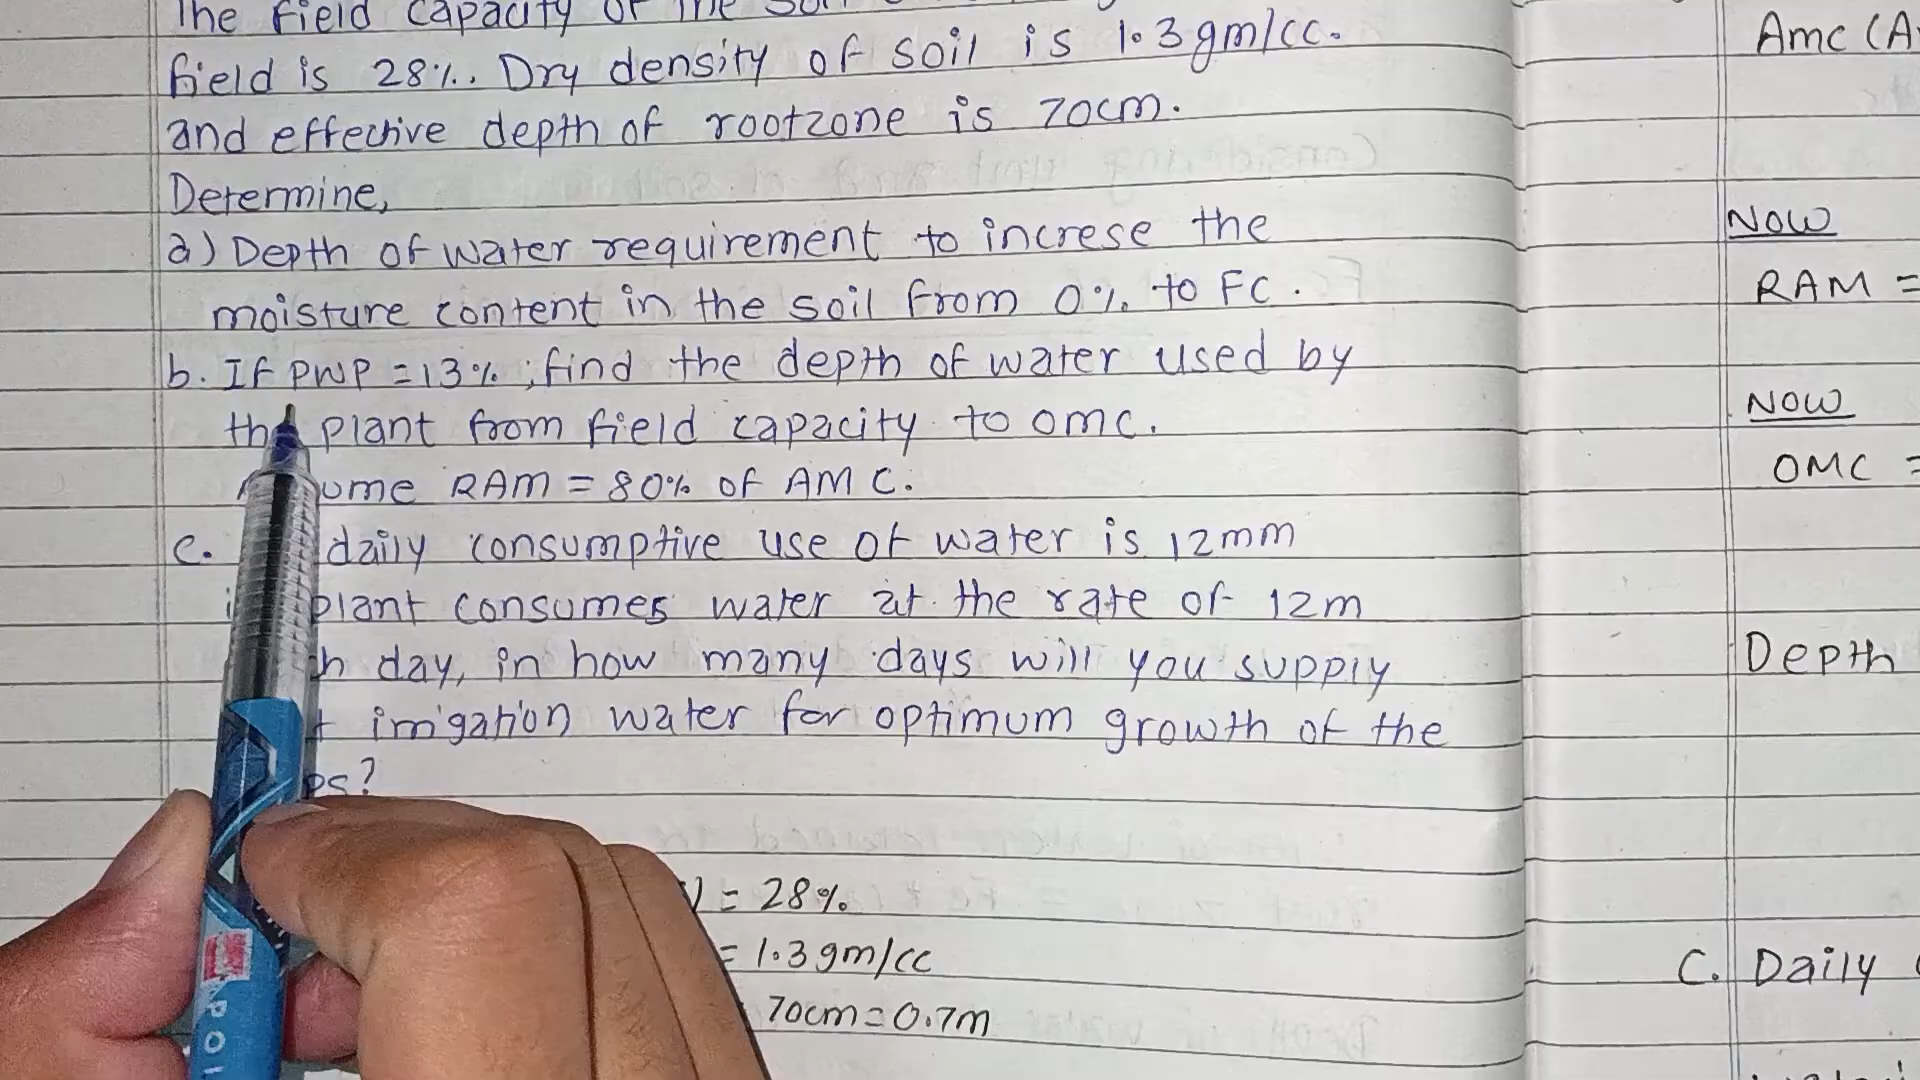 The field capacity of the soil
field is 28%. Dry density of soil is 1.3gm/cc.
and effective depth of rootzone is 70cm.
Determine,
a) Depth of water requirement to increse the
moisture content in the soil from 0% to FC.
b. If PWP = 13% ; find the depth of water used by
the plant from field capacity to omc.
ume RAM = 80% of AMC.
c. daily consumptive use of water is 12mm
plant consumes water at the rate of 12m
h day, in how many days will you supply
irrigation water for optimum growth of the
ps?
) = 28%
= 1.3gm/cc
70cm = 0.7m
Amc (A
Now
RAM =
Now
OMC =
Depth
C. Daily